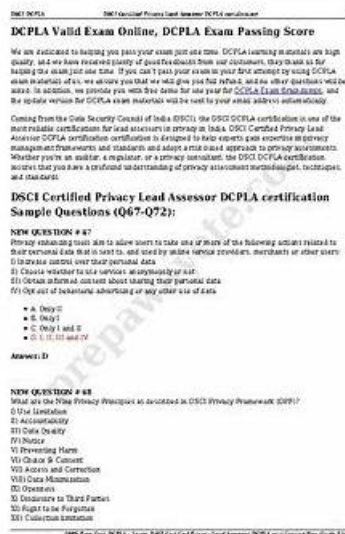 DSCI DCPLA
DSCI Certified Privacy Lead Assessor DCPLA certification
DCPLA Valid Exam Online, DCPLA Exam Passing Score
We are dedicated to helping you pass your exam just one time. DCPLA learning materials are high
quality, and we have received plenty of good feedbacks from our customers, they thank us for
helping the exam just one time. If you can't pass your exam in your first attempt by using DCPLA
exam materials of us, we ensure you that we will give you full refund, and no other questions will be
asked. In addition, we provide you with free demo for one year for DCPLA Exam Braindumps, and
the update version for DCPLA exam materials will be sent to your email address automatically.
Coming from the Data Security Council of India (DSCI), the DSCI DCPLA certification is one of the
most reliable certifications for lead assessors in privacy in India. DSCI Certified Privacy Lead
Assessor DCPLA certification certification is designed to help experts gain expertise in privacy
management frameworks and standards and adopt a risk based approach to privacy assessments.
Whether you're an auditor, a regulator, or a privacy consultant, the DSCI DCPLA certification
ensures that you have a profound understanding of privacy assessment methodologies, techniques,
and standards.
DSCI Certified Privacy Lead Assessor DCPLA certification
Sample Questions (Q67-Q72):
NEW QUESTION # 67
Privacy enhancing tools aim to allow users to take one or more of the following actions related to
their personal data that is sent to, and used by online service providers, merchants or other users:
I) Increase control over their personal data
II) Choose whether to use services anonymously or not
III) Obtain informed consent about sharing their personal data
IV) Opt out of behavioral advertising or any other use of data
A. Only II
B. Only I
C. Only I and II
D. I, II, III and IV
Answer: D
NEW QUESTION # 68
What are the Nine Privacy Principles as described in DSCI Privacy Framework (DPF)?
I) Use Limitation
II) Accountability
III) Data Quality
IV) Notice
V) Preventing Harm
VI) Choice & Consent
VII) Access and Correction
VIII) Data Minimization
IX) Openness
X) Disclosure to Third Parties
XI) Right to be Forgotten
XII) Collection Limitation